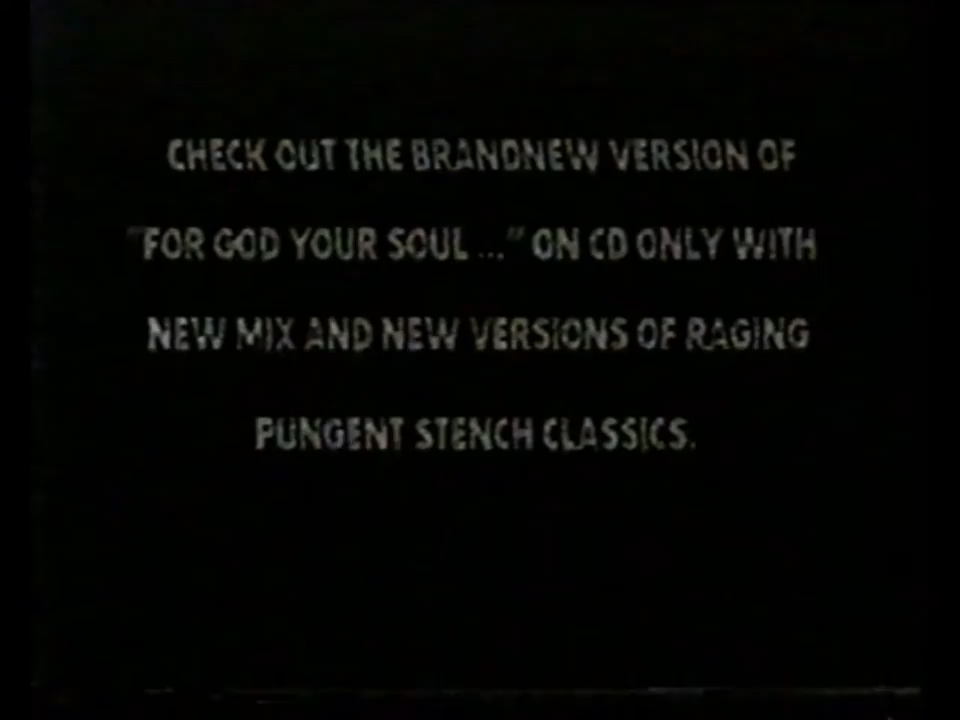 CHECK OUT THE BRANDNEW VERSION OF
"FOR GOD YOUR SOUL ..." ON CD ONLY WITH
NEW MIX AND NEW VERSIONS OF RAGING
PUNGENT STENCH CLASSICS.